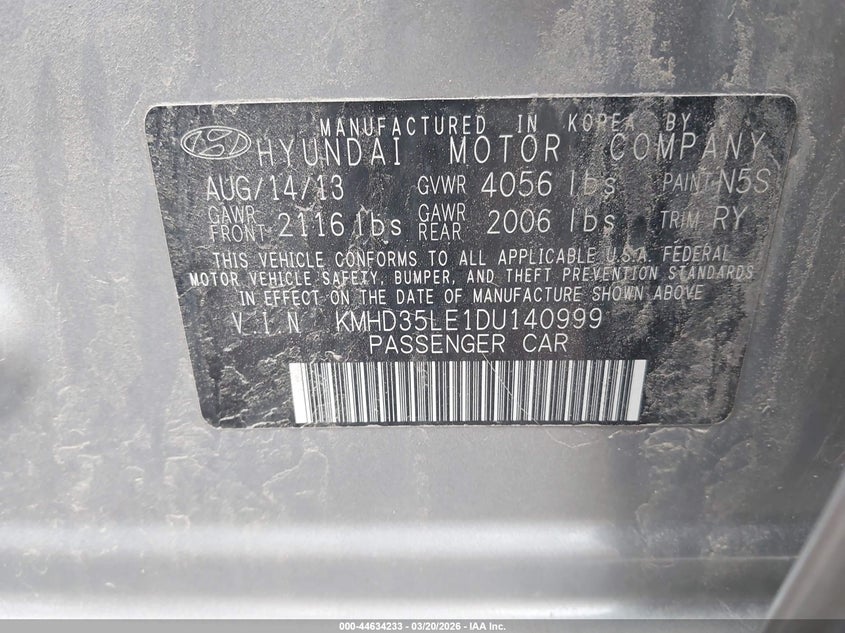 MANUFACTURED IN KOREA BY
HYUNDAI MOTOR COMPANY
AUG/14/13 GVWR 4056 lbs PAINT N5S
GAWR FRONT 2116 lbs GAWR REAR 2006 lbs TRIM RY
THIS VEHICLE CONFORMS TO ALL APPLICABLE U.S.A. FEDERAL
MOTOR VEHICLE SAFETY, BUMPER, AND THEFT PREVENTION STANDARDS
IN EFFECT ON THE DATE OF MANUFACTURE SHOWN ABOVE
V I N KMHD35LE1DU140999
PASSENGER CAR
000-44634233 - 03/20/2026 - IAA Inc.